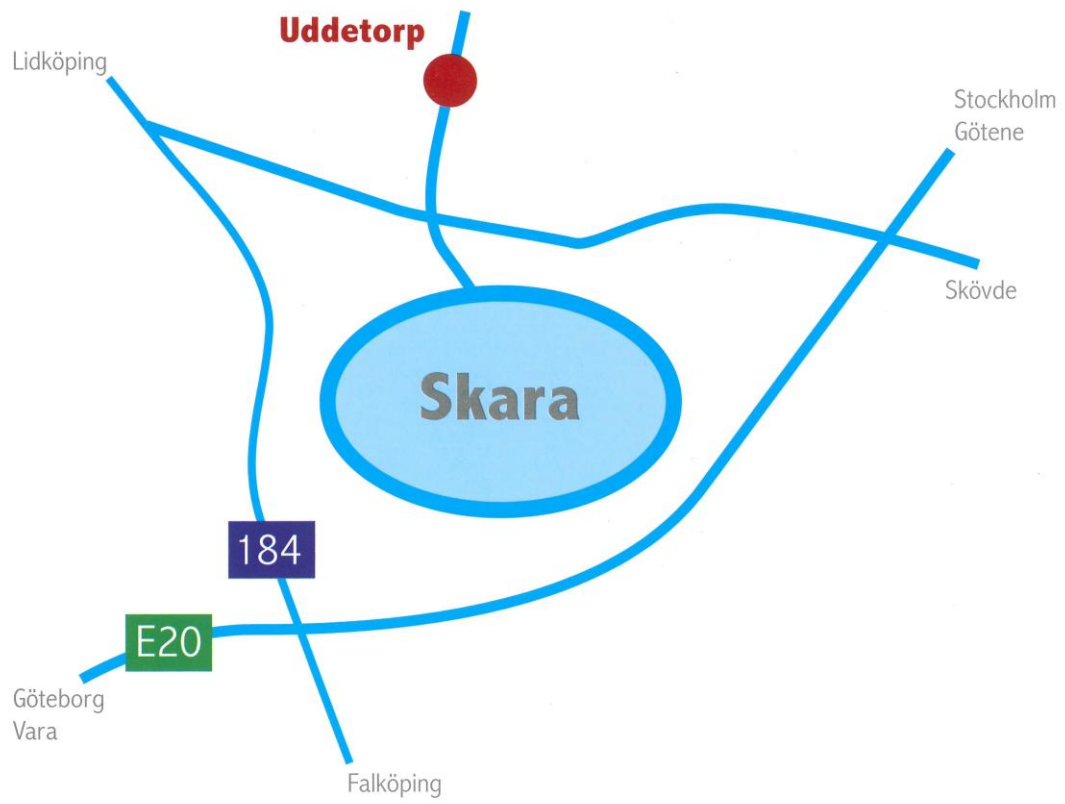 Uddetorp
Lidköping
Stockholm
Götene
Skövde
Skara
184
E20
Göteborg
Vara
Falköping